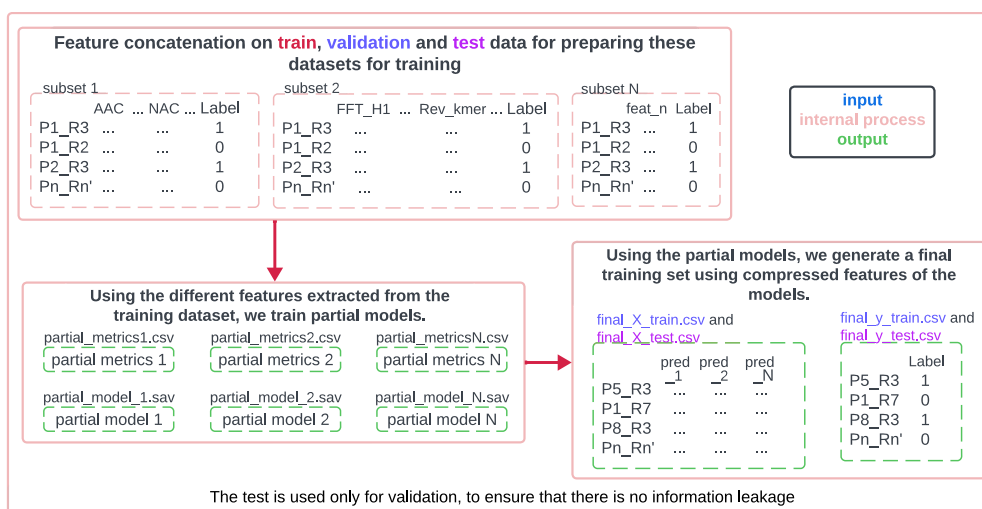 Feature concatenation on train, validation and test data for preparing these
datasets for training
subset 1
AAC ... NAC ... Label
P1_R3 ... ... 1
P1_R2 ... ... 0
P2_R3 ... ... 1
Pn_Rn' ... ... 0
subset 2
FFT_H1 ... Rev_kmer ... Label
P1_R3 ... ... 1
P1_R2 ... ... 0
P2_R3 ... ... 1
Pn_Rn' ... ... 0
subset N
feat_n Label
P1_R3 ... 1
P1_R2 ... 0
P2_R3 ... 1
Pn_Rn' ... 0
input
internal process
output
Using the different features extracted from the
training dataset, we train partial models.
partial_metrics1.csv partial_metrics2.csv partial_metricsN.csv
partial metrics 1 partial metrics 2 partial metrics N
partial_model_1.sav partial_model_2.sav partial_model_N.sav
partial model 1 partial model 2 partial model N
Using the partial models, we generate a final
training set using compressed features of the
models.
final_X_train.csv and
final_X_test.csv
pred pred pred
_1 _2 _N
P5_R3 ... ... ...
P1_R7 ... ... ...
P8_R3 ... ... ...
Pn_Rn' ... ... ...
final_y_train.csv and
final_y_test.csv
Label
P5_R3 1
P1_R7 0
P8_R3 1
Pn_Rn' 0
The test is used only for validation, to ensure that there is no information leakage